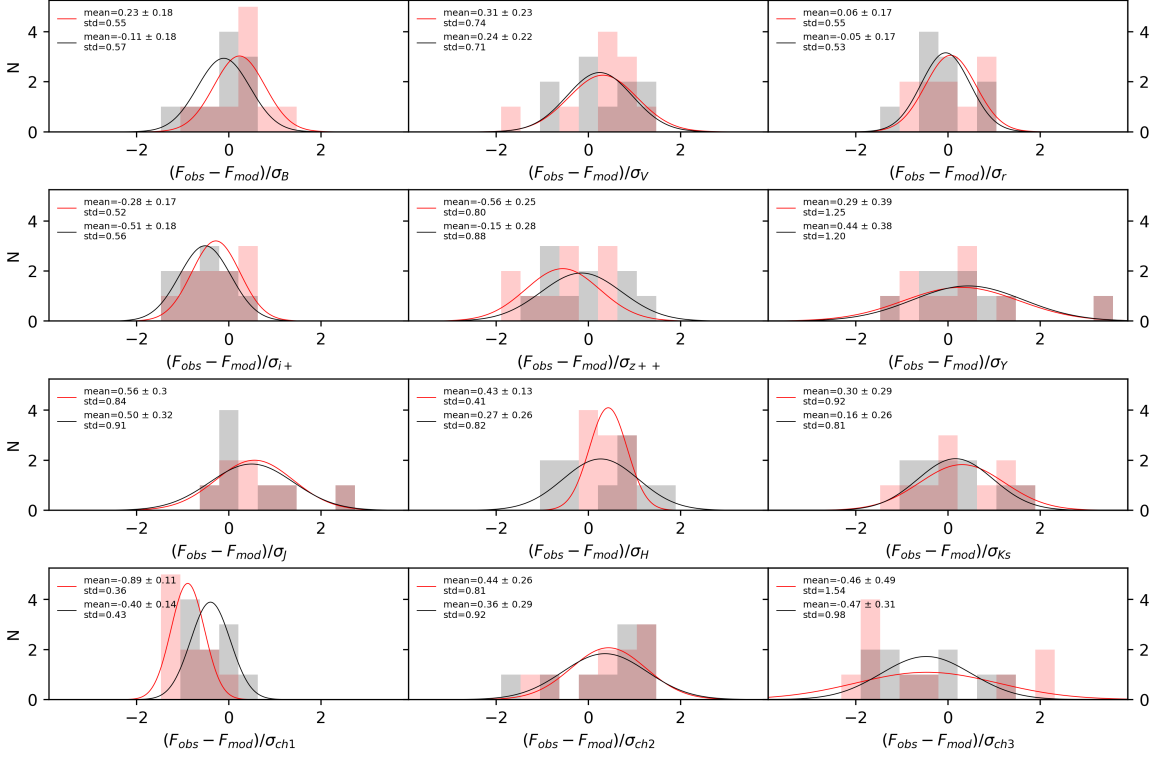 mean=0.23 ± 0.18
std=0.55
mean=-0.11 ± 0.18
std=0.57
mean=0.31 ± 0.23
std=0.74
mean=0.24 ± 0.22
std=0.71
mean=0.06 ± 0.17
std=0.55
mean=-0.05 ± 0.17
std=0.53
N
4
2
0
4
2
0
−2 0 2
−2 0 2
−2 0 2
(F_obs − F_mod)/σ_B
(F_obs − F_mod)/σ_V
(F_obs − F_mod)/σ_r
mean=-0.28 ± 0.17
std=0.52
mean=-0.51 ± 0.18
std=0.56
mean=-0.56 ± 0.25
std=0.80
mean=-0.15 ± 0.28
std=0.88
mean=0.29 ± 0.39
std=1.25
mean=0.44 ± 0.38
std=1.20
N
4
2
0
4
2
0
−2 0 2
−2 0 2
−2 0 2
(F_obs − F_mod)/σ_i+
(F_obs − F_mod)/σ_z++
(F_obs − F_mod)/σ_Y
mean=0.56 ± 0.3
std=0.84
mean=0.50 ± 0.32
std=0.91
mean=0.43 ± 0.13
std=0.41
mean=0.27 ± 0.26
std=0.82
mean=0.30 ± 0.29
std=0.92
mean=0.16 ± 0.26
std=0.81
N
4
2
0
4
2
0
−2 0 2
−2 0 2
−2 0 2
(F_obs − F_mod)/σ_J
(F_obs − F_mod)/σ_H
(F_obs − F_mod)/σ_Ks
mean=-0.89 ± 0.11
std=0.36
mean=-0.40 ± 0.14
std=0.43
mean=0.44 ± 0.26
std=0.81
mean=0.36 ± 0.29
std=0.92
mean=-0.46 ± 0.49
std=1.54
mean=-0.47 ± 0.31
std=0.98
N
4
2
0
4
2
0
−2 0 2
−2 0 2
−2 0 2
(F_obs − F_mod)/σ_ch1
(F_obs − F_mod)/σ_ch2
(F_obs − F_mod)/σ_ch3